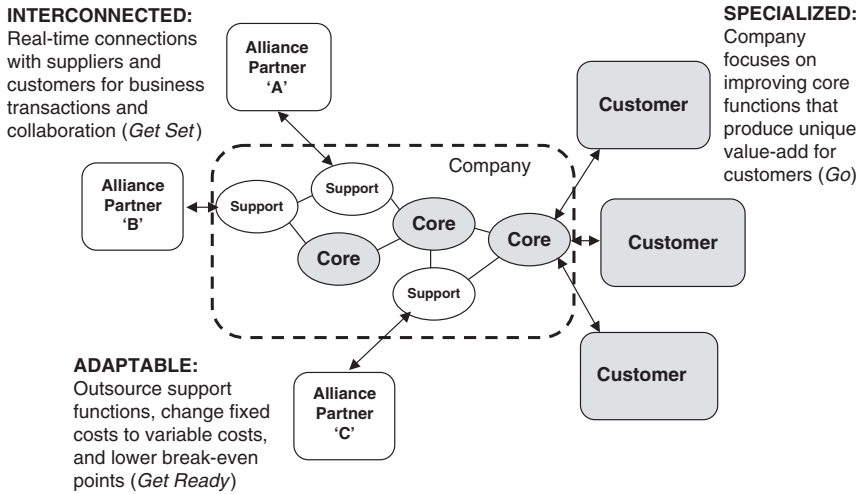 INTERCONNECTED:
Real-time connections
with suppliers and
customers for business
transactions and
collaboration (Get Set)
Alliance
Partner
'A'
SPECIALIZED:
Company
focuses on
improving core
functions that
produce unique
value-add for
customers (Go)
Customer
Company
Alliance
Partner
'B'
Support
Support
Core
Core
Core
Support
Customer
Customer
ADAPTABLE:
Outsource support
functions, change fixed
costs to variable costs,
and lower break-even
points (Get Ready)
Alliance
Partner
'C'